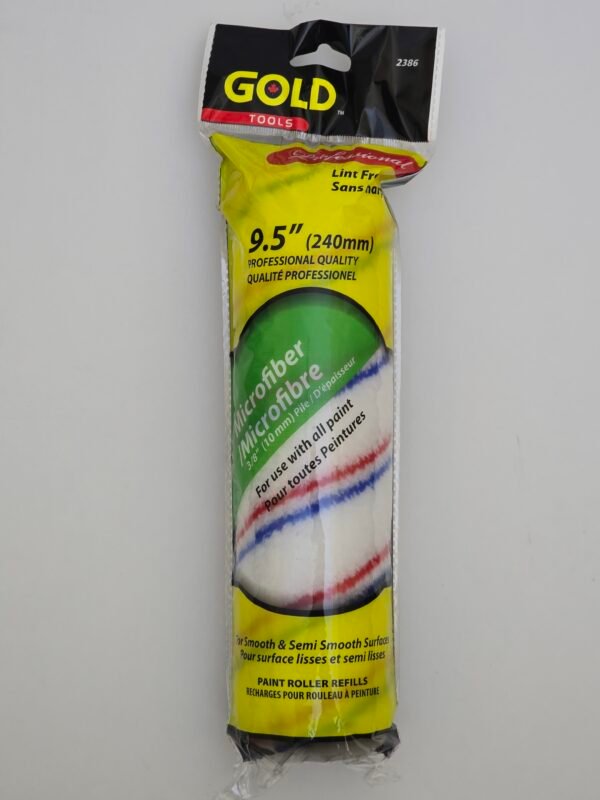 2386
GOLD
TOOLS
Professional
Lint
Sans
9.5" (240mm)
PROFESSIONAL QUALITY
QUALITÉ PROFESSIONEL
Microfiber
/Microfibre
3/8" (10 mm) Pile / D'épaisseur
For use with all paint
Pour toutes Peintures
For Smooth & Semi Smooth Surfaces
Pour surface lisses et semi lisses
PAINT ROLLER REFILLS
RECHARGES POUR ROULEAU À PEINTURE